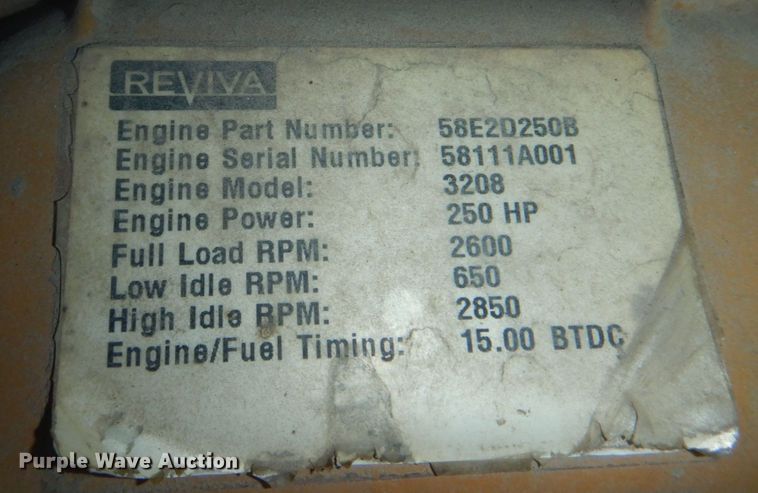 REVIVA
Engine Part Number: 58E2D250B
Engine Serial Number: 58111A001
Engine Model: 3208
Engine Power: 250 HP
Full Load RPM: 2600
Low Idle RPM: 650
High Idle RPM: 2850
Engine/Fuel Timing: 15.00 BTDC
Purple Wave Auction